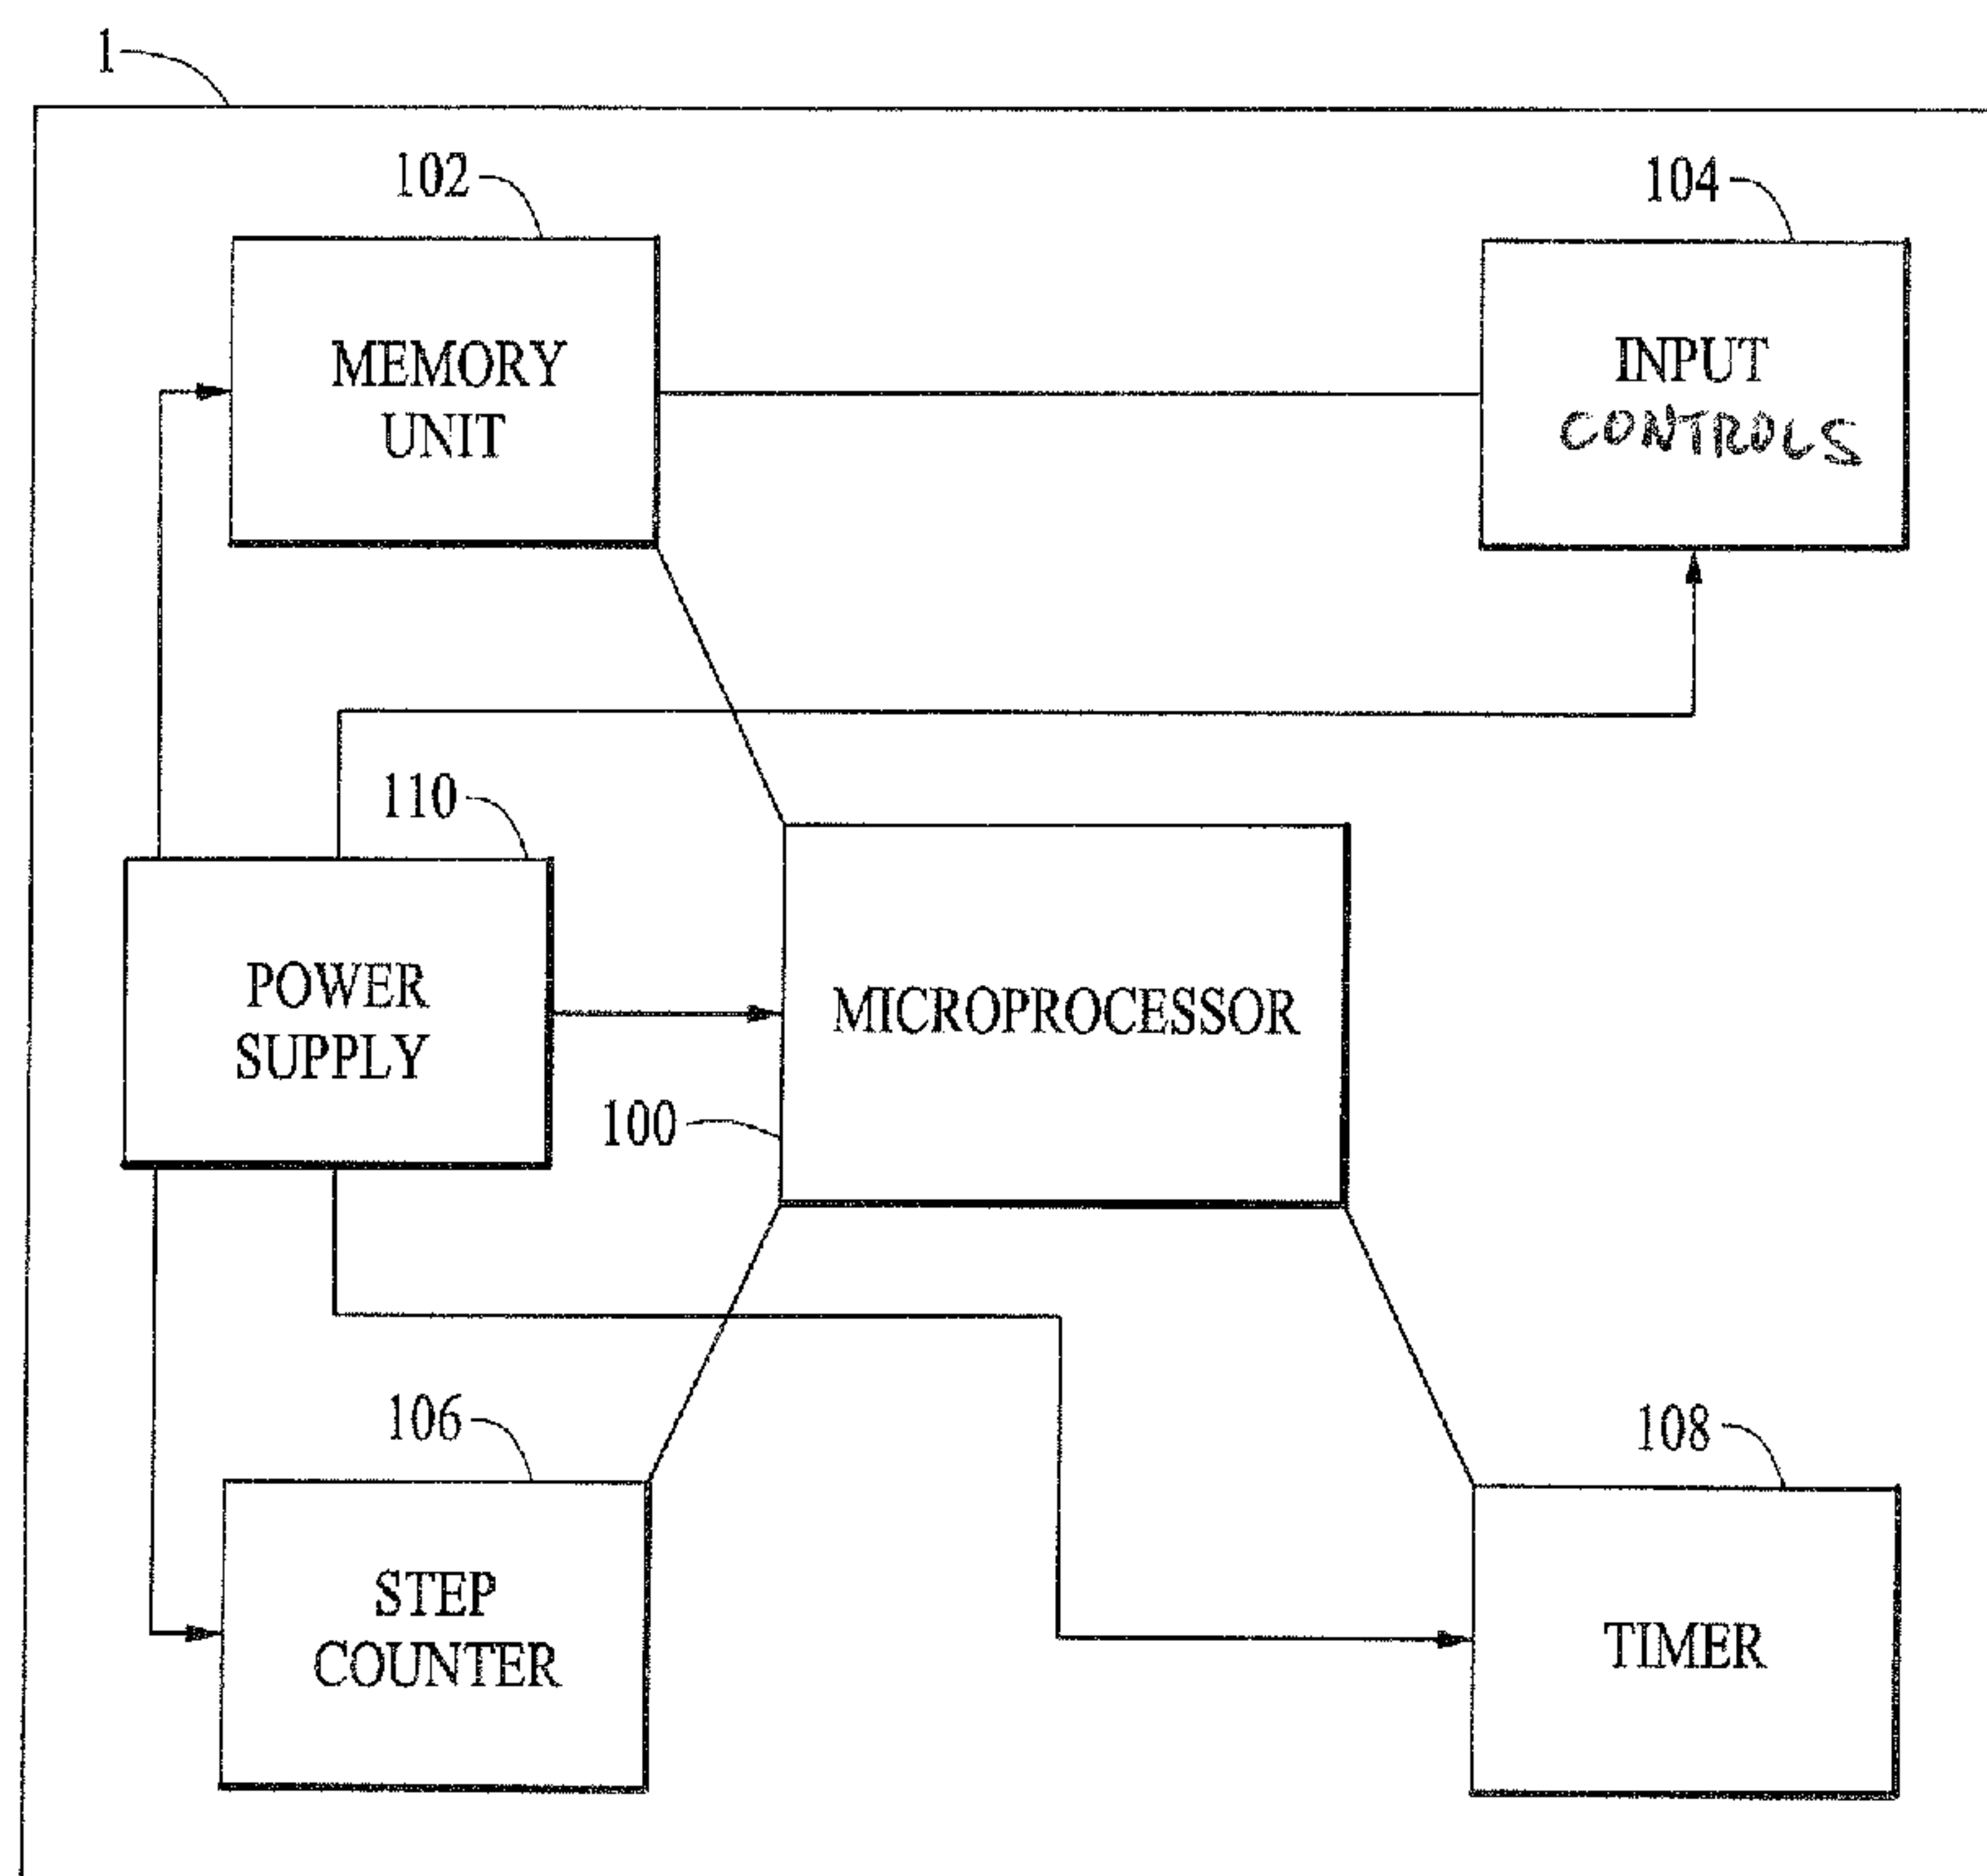 1
102
104
MEMORY
UNIT
INPUT
CONTROLS
110
POWER
SUPPLY
MICROPROCESSOR
100
106
108
STEP
COUNTER
TIMER